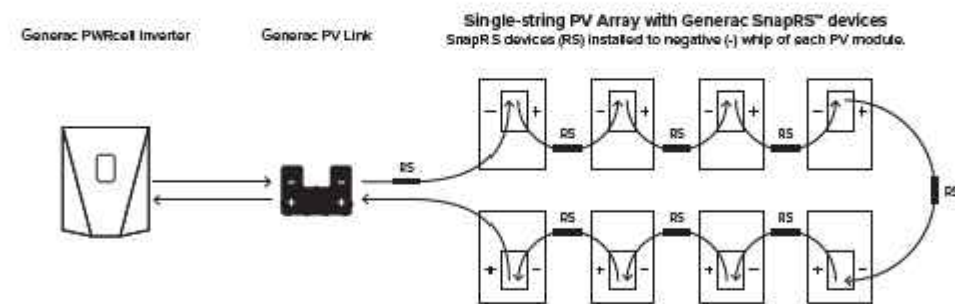 Single-string PV Array with Generac SnapRS™ devices
Generac PWRcell Inverter
Generac PV Link
SnapRS devices (RS) installed to negative (-) whip of each PV module.
- + - + - + - +
RS RS RS
RS
- -
RS
+ +
RS RS RS
+ - + - + - + -